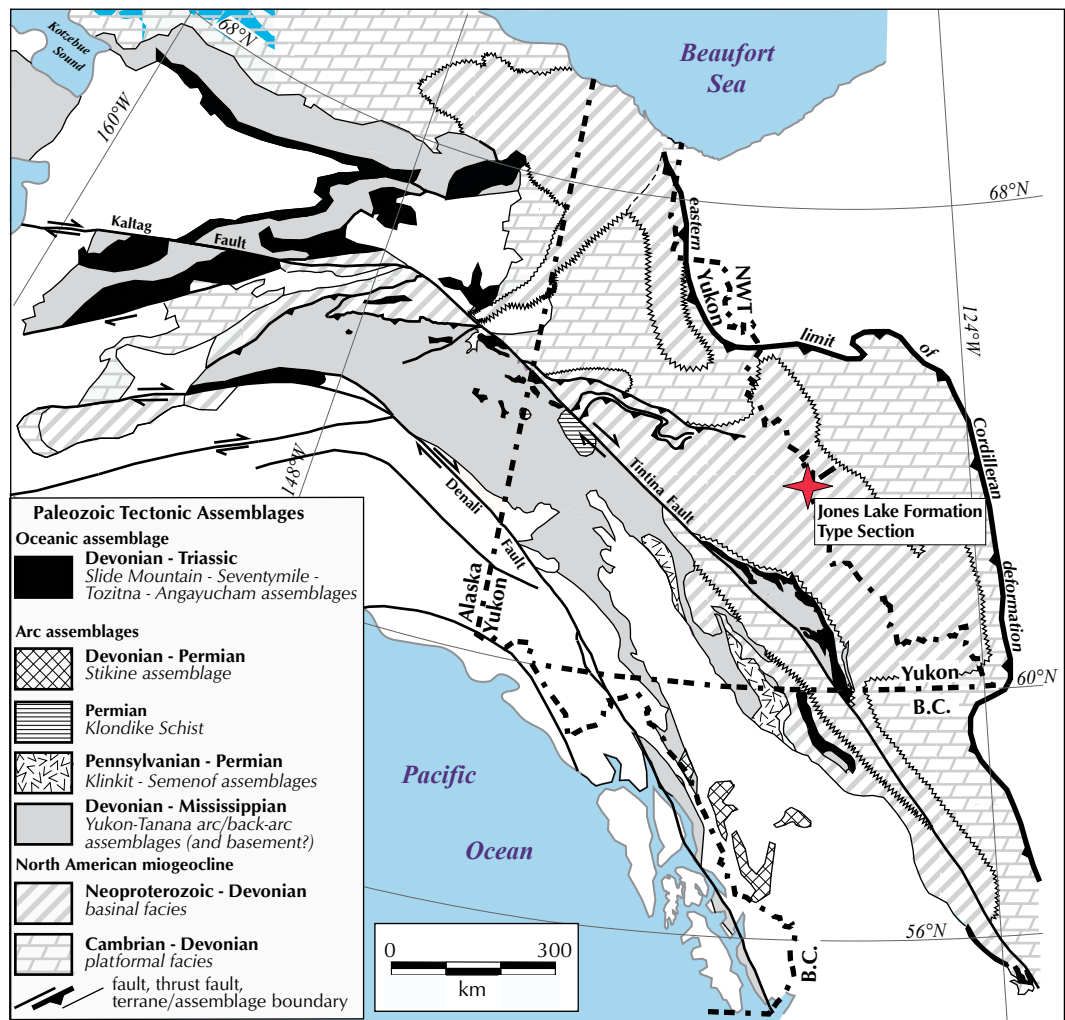 Kotzebue
Sound
68°N
Beaufort
Sea
160°W
68°N
Kaltag
Fault
eastern
Yukon
NWT
limit
of
124°W
Cordilleran
deformation
148°W
Denali
Fault
Tintina Fault
Jones Lake Formation
Type Section
Alaska
Yukon
Yukon
B.C.
60°N
Pacific
Ocean
56°N
B.C.
0 300
km
Paleozoic Tectonic Assemblages
Oceanic assemblage
Devonian - Triassic
Slide Mountain - Seventymile -
Tozitna - Angayucham assemblages
Arc assemblages
Devonian - Permian
Stikine assemblage
Permian
Klondike Schist
Pennsylvanian - Permian
Klinkit - Semenof assemblages
Devonian - Mississippian
Yukon-Tanana arc/back-arc
assemblages (and basement?)
North American miogeocline
Neoproterozoic - Devonian
basinal facies
Cambrian - Devonian
platformal facies
fault, thrust fault,
terrane/assemblage boundary